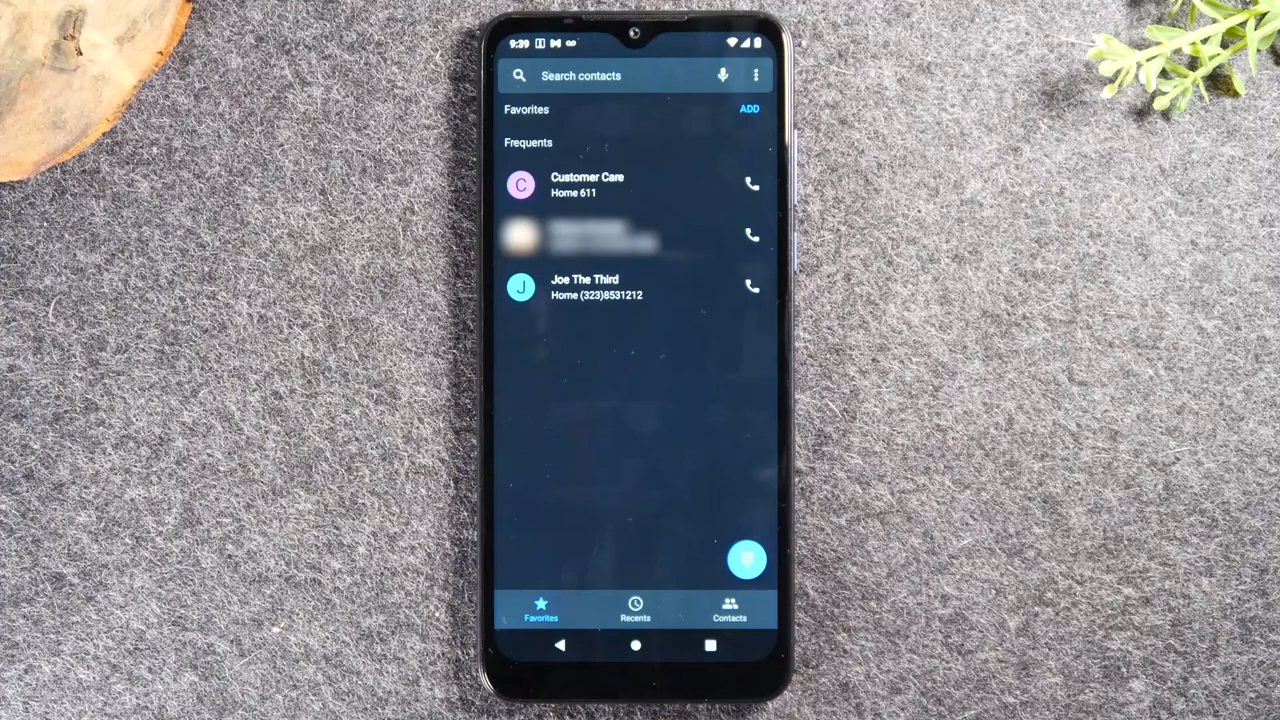 9:39
Search contacts
Favorites
ADD
Frequents
C
Customer Care
Home 611
J
Joe The Third
Home (323)8531212
Favorites
Recents
Contacts